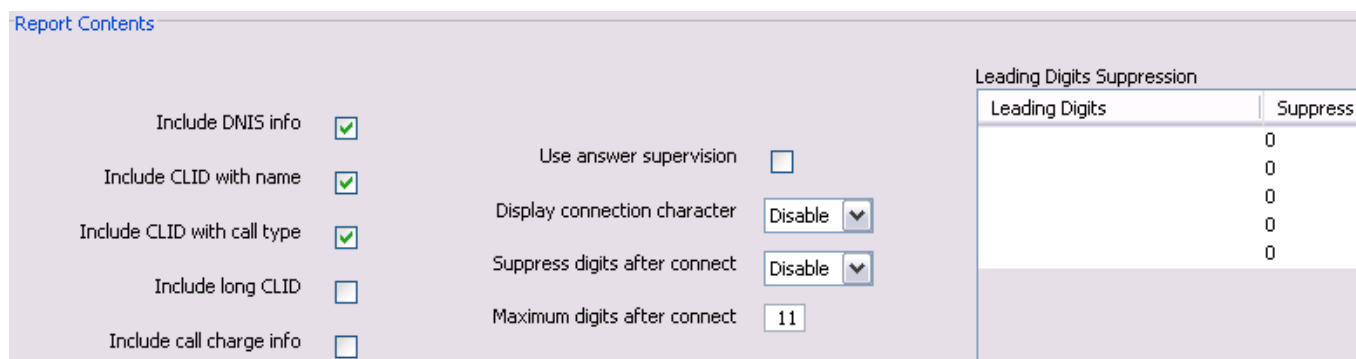 Report Contents
Include DNIS info
Include CLID with name
Include CLID with call type
Include long CLID
Include call charge info
Use answer supervision
Display connection character Disable
Suppress digits after connect Disable
Maximum digits after connect 11
Leading Digits Suppression
Leading Digits Suppress
0
0
0
0
0